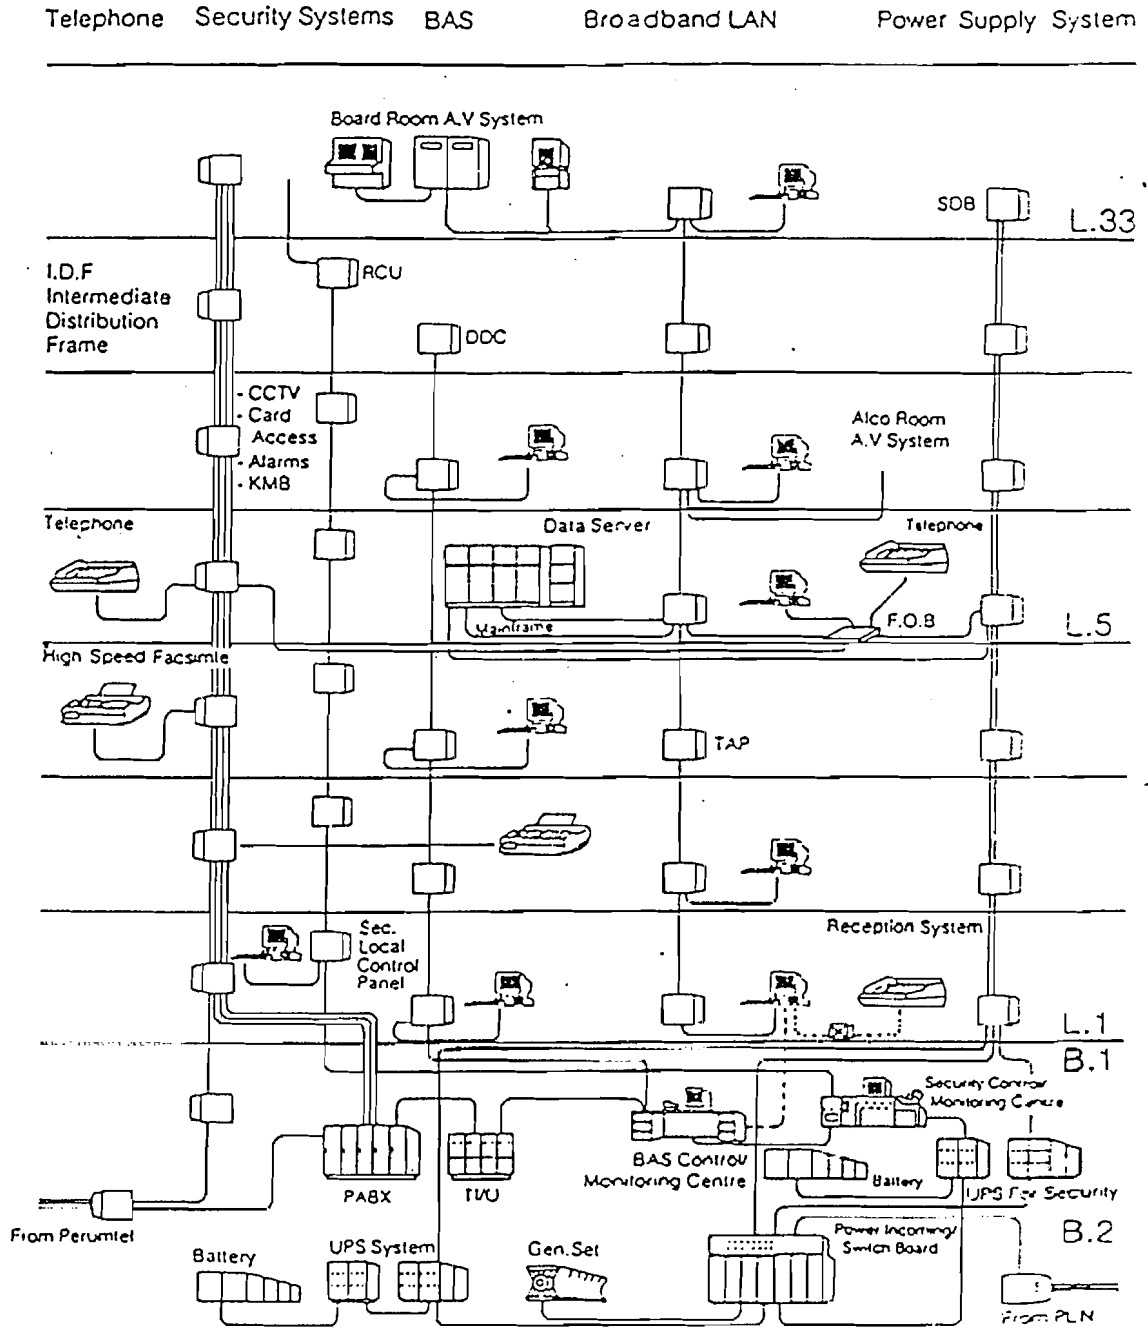 Telephone Security Systems BAS Broadband LAN Power Supply System
Board Room A.V System
SDB
L.33
I.D.F
Intermediate
Distribution
Frame
RCU
DDC
- CCTV
- Card
Access
- Alarms
- KMB
Alco Room
A.V System
Telephone
Data Server
Telephone
Mainframe
F.O.B
L.5
High Speed Facsimile
TAP
Sec.
Local
Control
Panel
Reception System
L.1
B.1
Security Control/
Monitoring Centre
BAS Control/
Monitoring Centre
Battery
UPS For Security
PABX
From Perumtel
Power Incoming/
Switch Board
B.2
Battery
UPS System
Gen.Set
From PLN